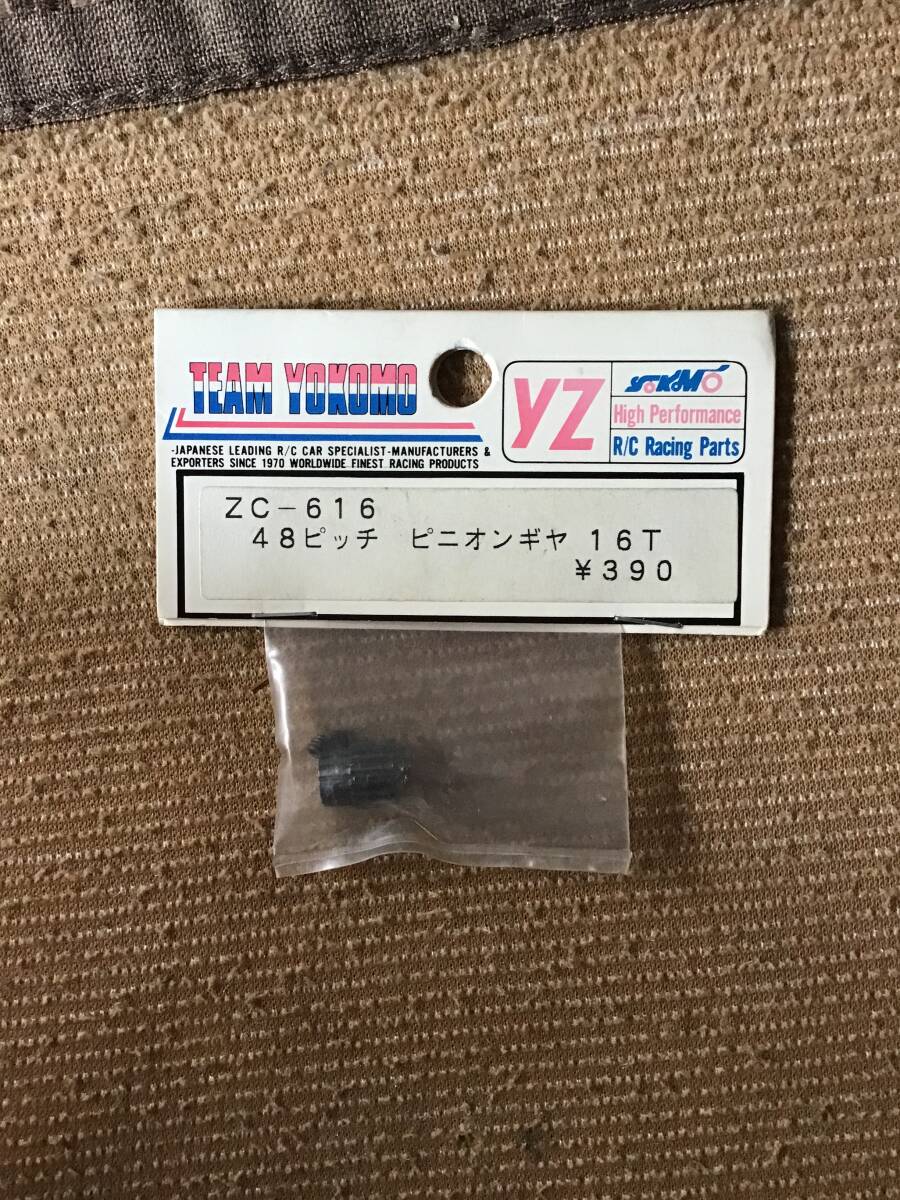 TEAM YOKOMO
-JAPANESE LEADING R/C CAR SPECIALIST-MANUFACTURERS &
EXPORTERS SINCE 1970 WORLDWIDE FINEST RACING PRODUCTS
YZ
YOKOMO
High Performance
R/C Racing Parts
ZC-616
48ピッチ ピニオンギヤ 16T
¥390